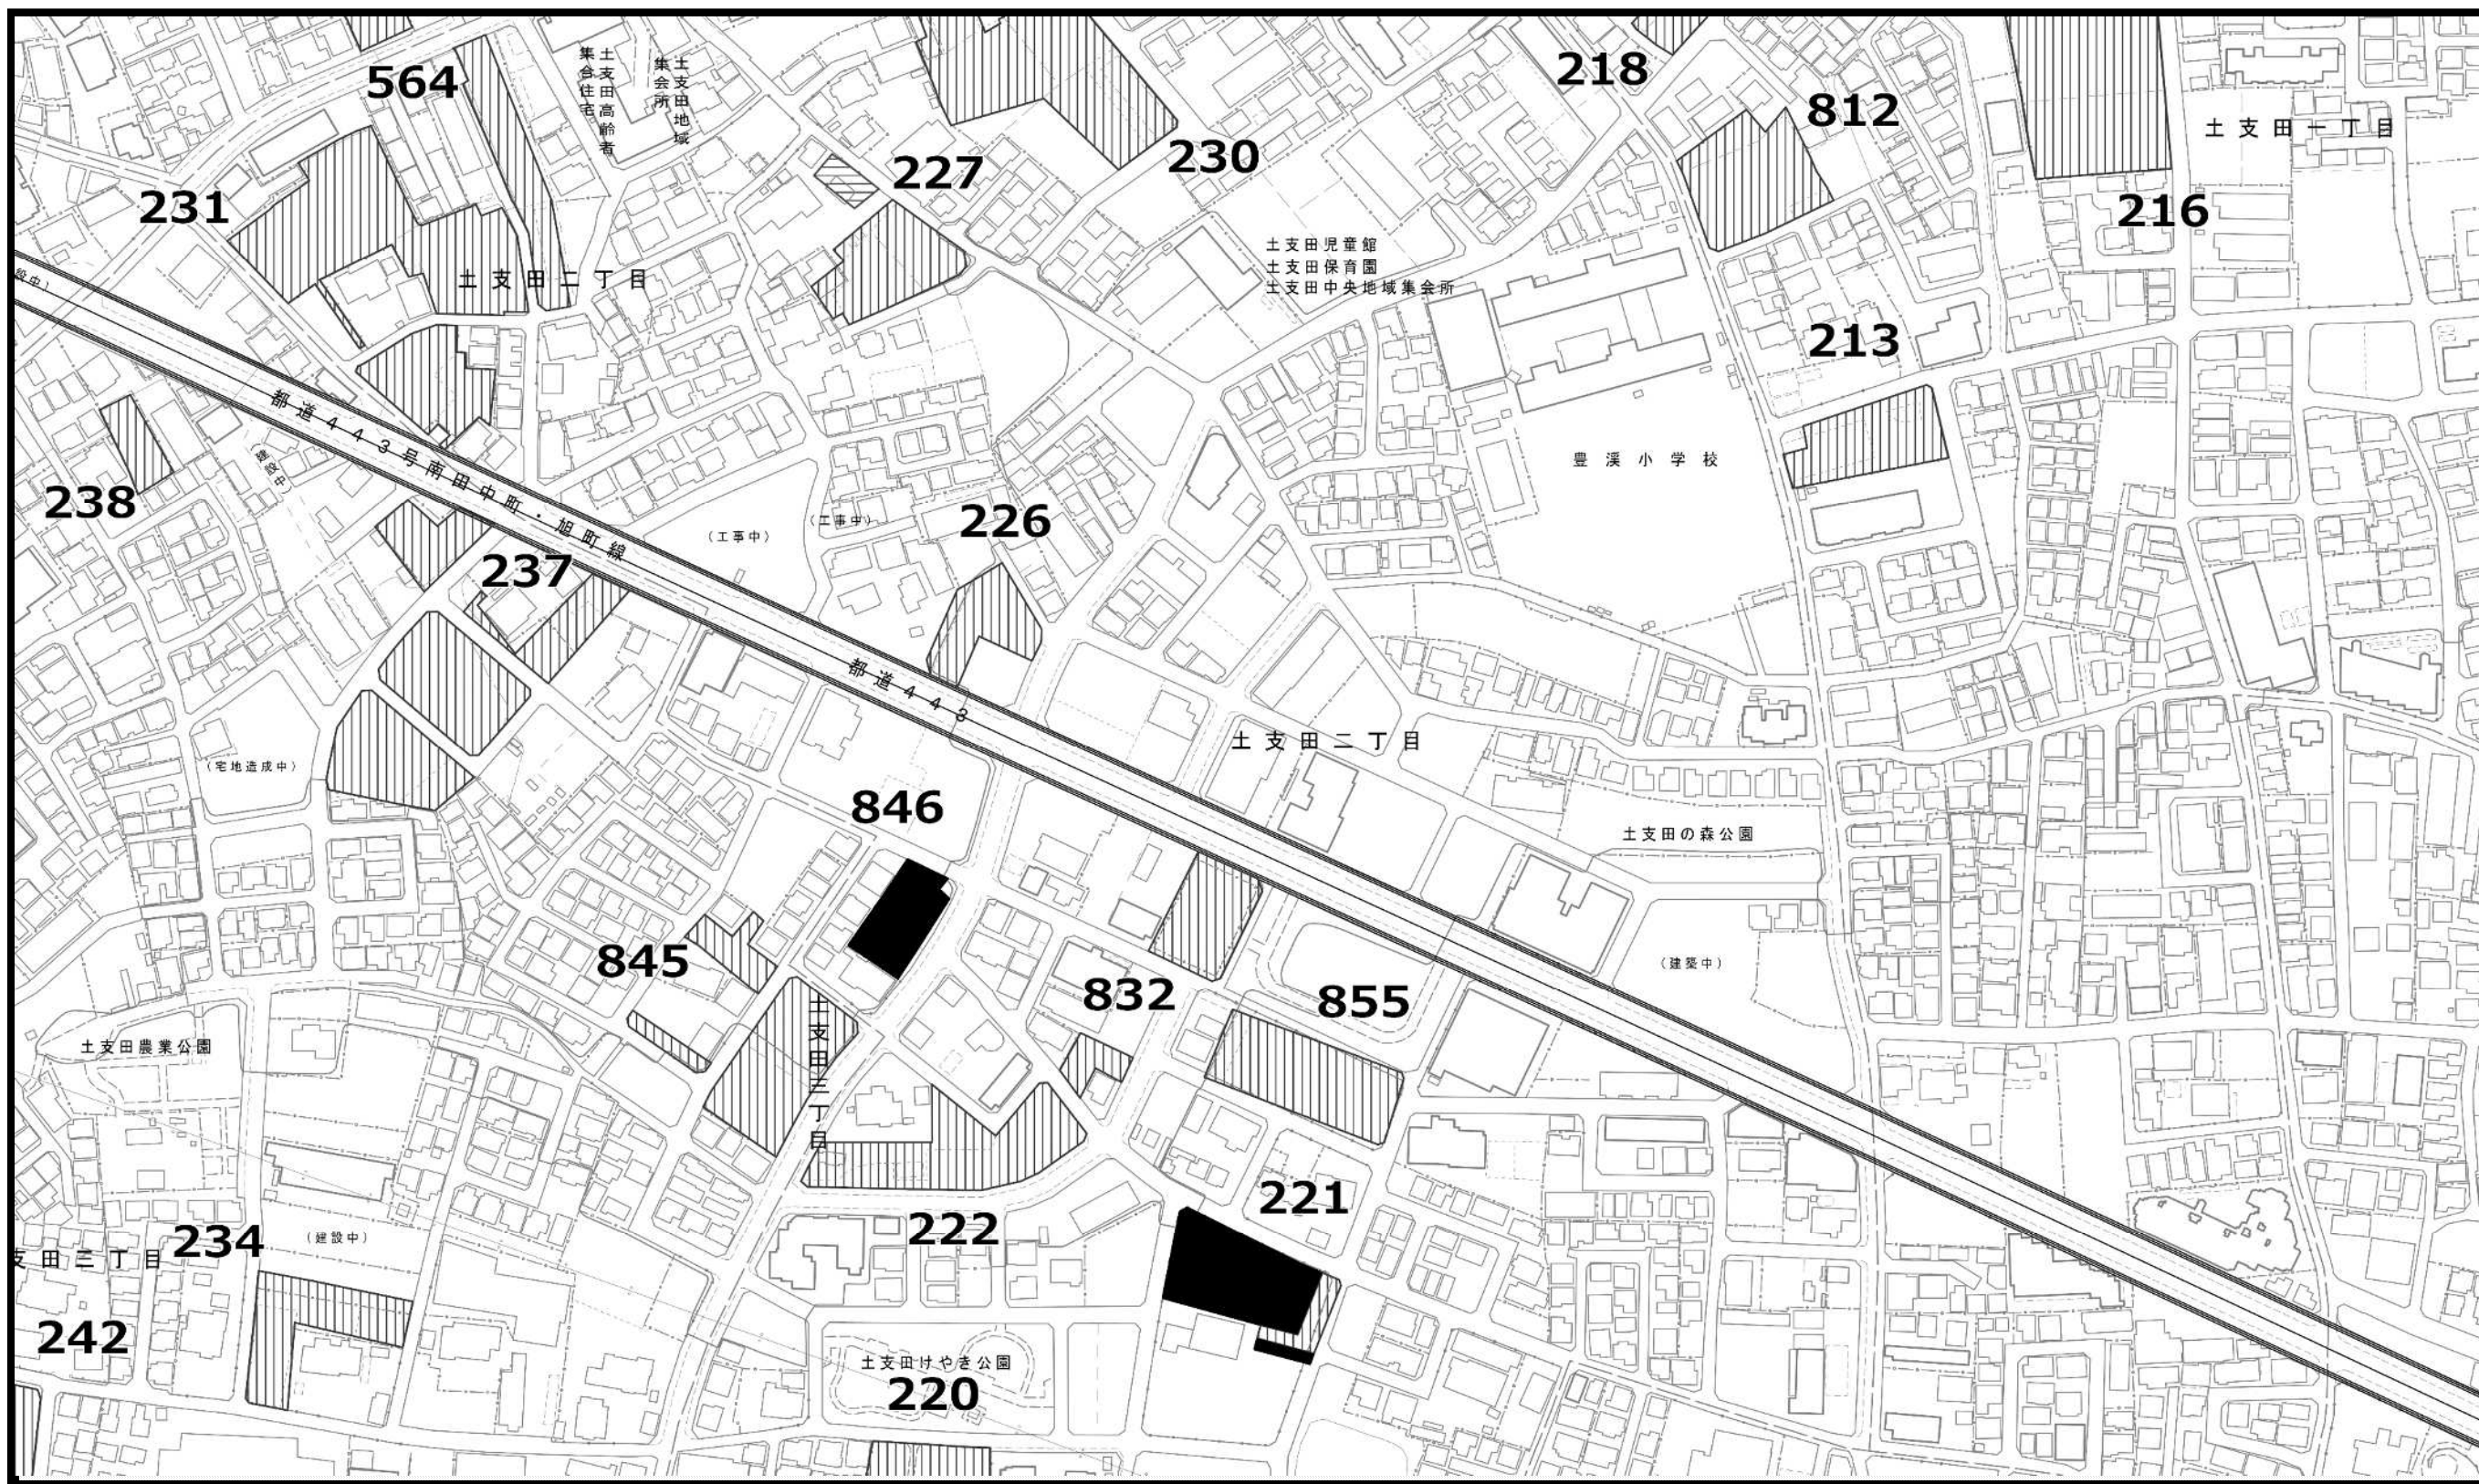 564
土支田高齢者
集合住宅
土支田地域
集会所
218
812
土支田一丁目
227
230
231
216
土支田児童館
土支田保育園
土支田中央地域集会所
土支田二丁目
設中）
213
都道443号南田中町・旭町線
（建設中）
豊溪小学校
238
（工事中）
（工事中）
226
237
都道443
土支田二丁目
（宅地造成中）
846
土支田の森公園
845
（建築中）
832
855
土支田三丁目
土支田農業公園
221
222
234
（建設中）
支田三丁目
242
土支田けやき公園
220